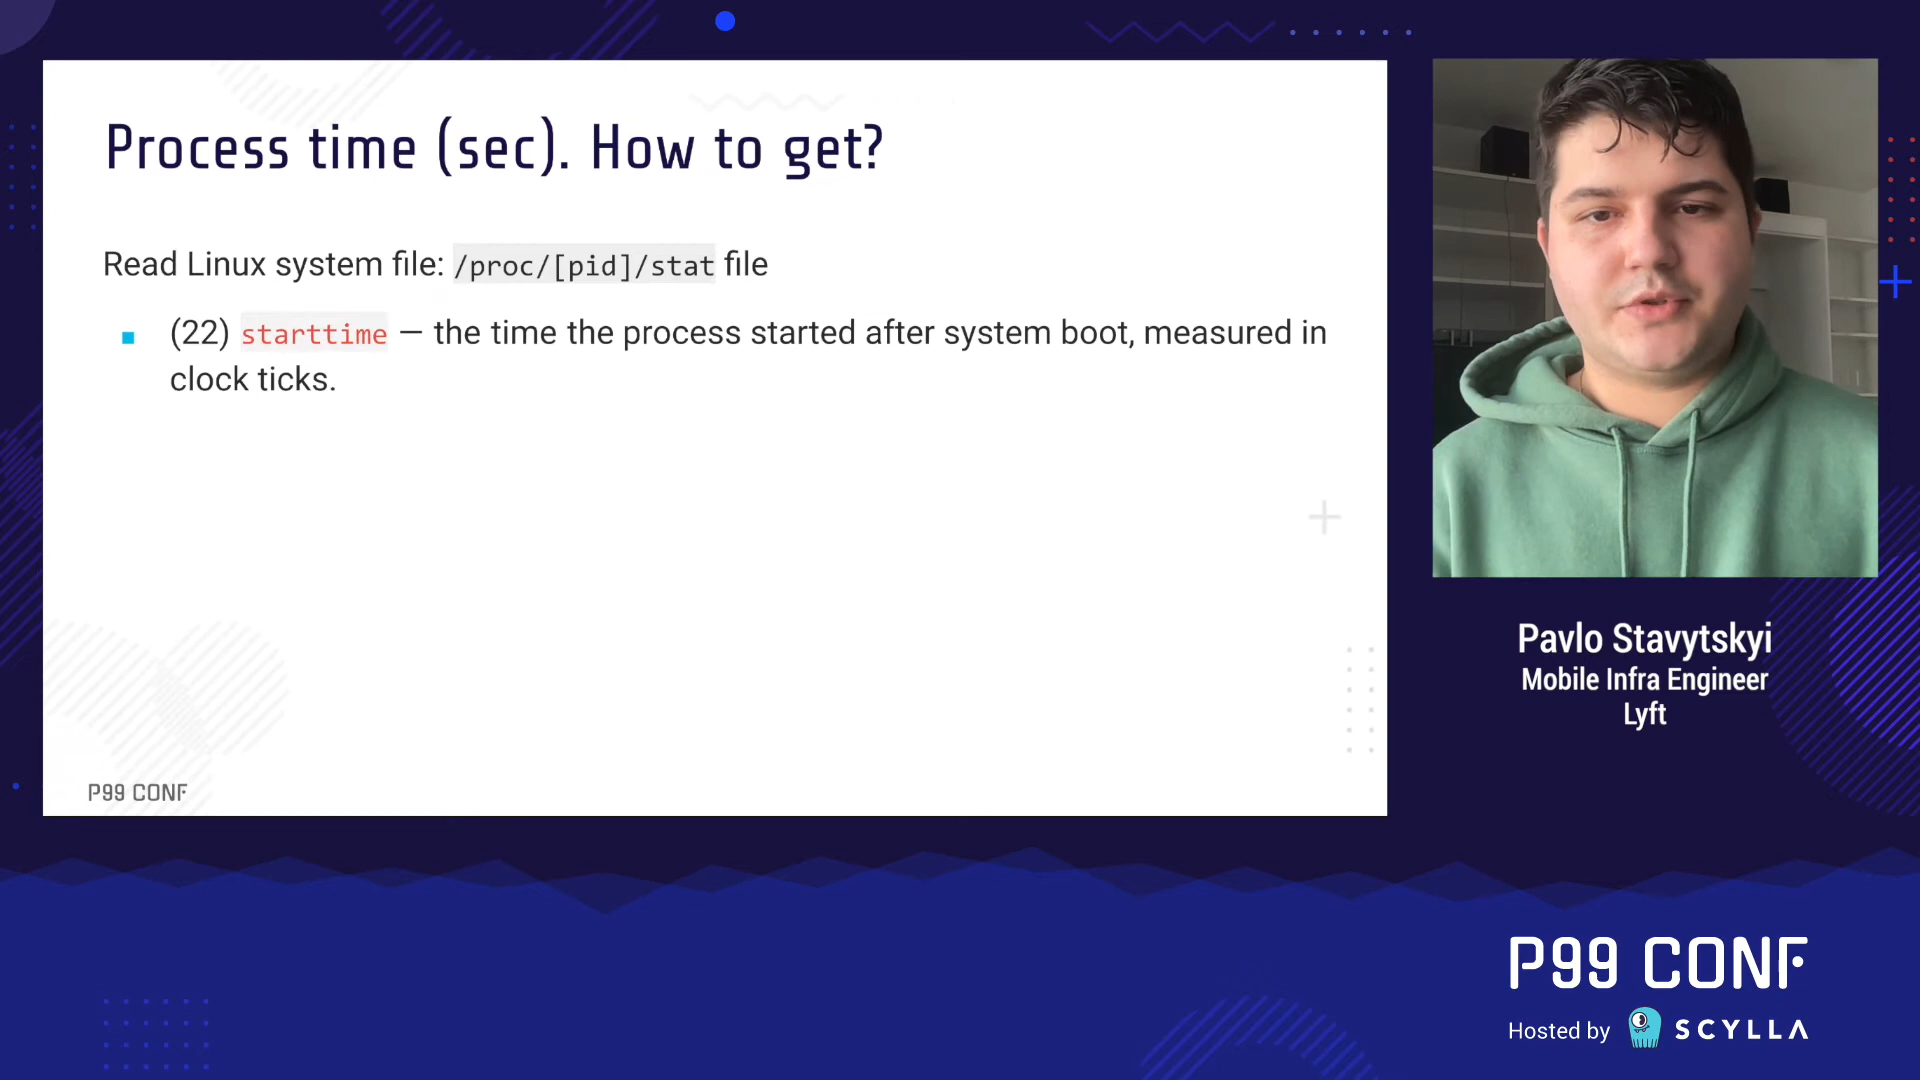 Process time (sec). How to get?
Read Linux system file: /proc/[pid]/stat file
(22) starttime — the time the process started after system boot, measured in
clock ticks.
P99 CONF
Pavlo Stavytskyi
Mobile Infra Engineer
Lyft
P99 CONF
Hosted by SCYLLA